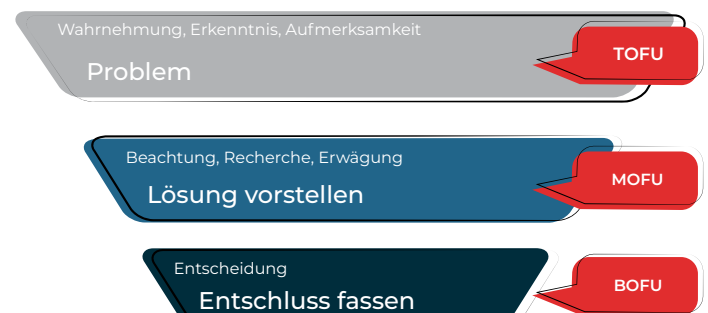 Wahrnehmung, Erkenntnis, Aufmerksamkeit
Problem
TOFU
Beachtung, Recherche, Erwägung
Lösung vorstellen
MOFU
Entscheidung
Entschluss fassen
BOFU